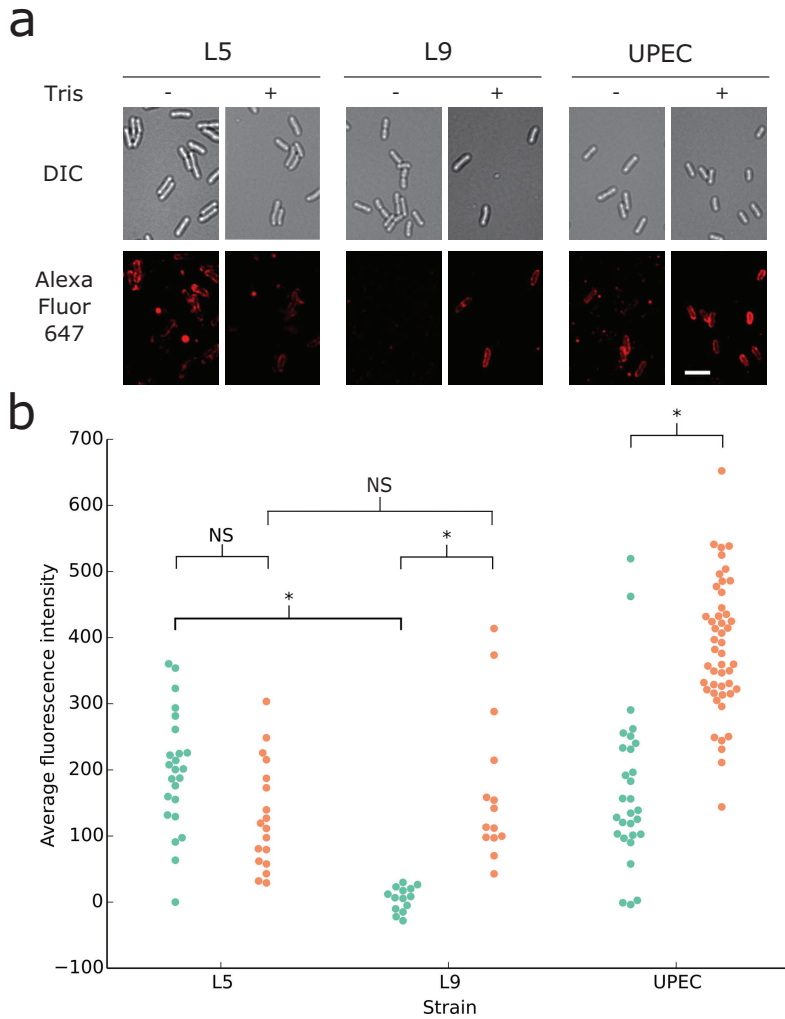 a
L5 L9 UPEC
Tris - + - + - +
DIC
Alexa
Fluor
647
b
700
600
500
400
300
200
100
0
−100
Average fluorescence intensity
NS
*
NS
*
*
L5 L9 UPEC
Strain